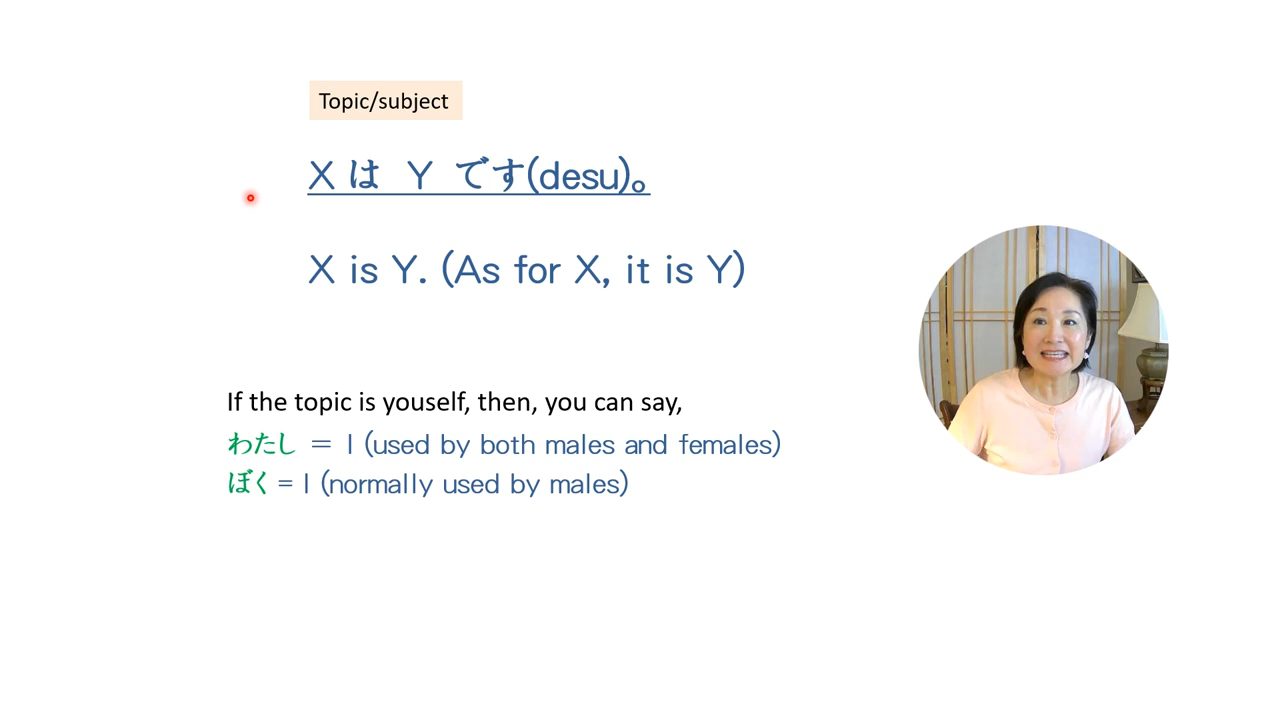 Topic/subject
X は Y です(desu)。
X is Y. (As for X, it is Y)
If the topic is youself, then, you can say,
わたし = I (used by both males and females)
ぼく = I (normally used by males)